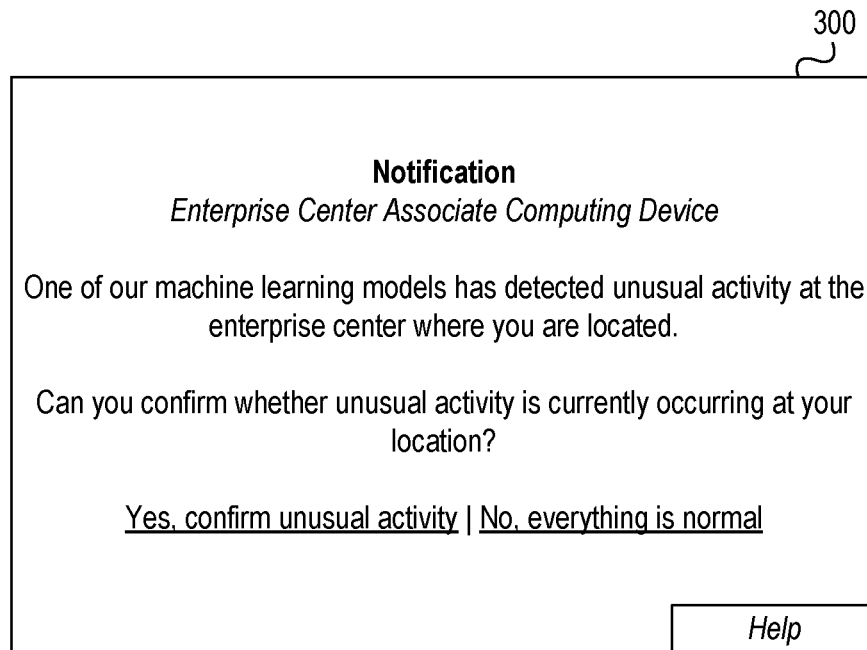 300
Notification
Enterprise Center Associate Computing Device
One of our machine learning models has detected unusual activity at the
enterprise center where you are located.
Can you confirm whether unusual activity is currently occurring at your
location?
Yes, confirm unusual activity | No, everything is normal
Help